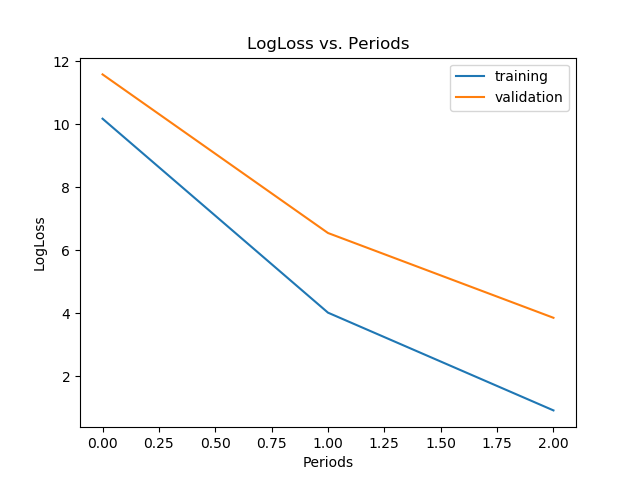 LogLoss vs. Periods
training
validation
12
10
8
6
4
2
LogLoss
0.00 0.25 0.50 0.75 1.00 1.25 1.50 1.75 2.00
Periods